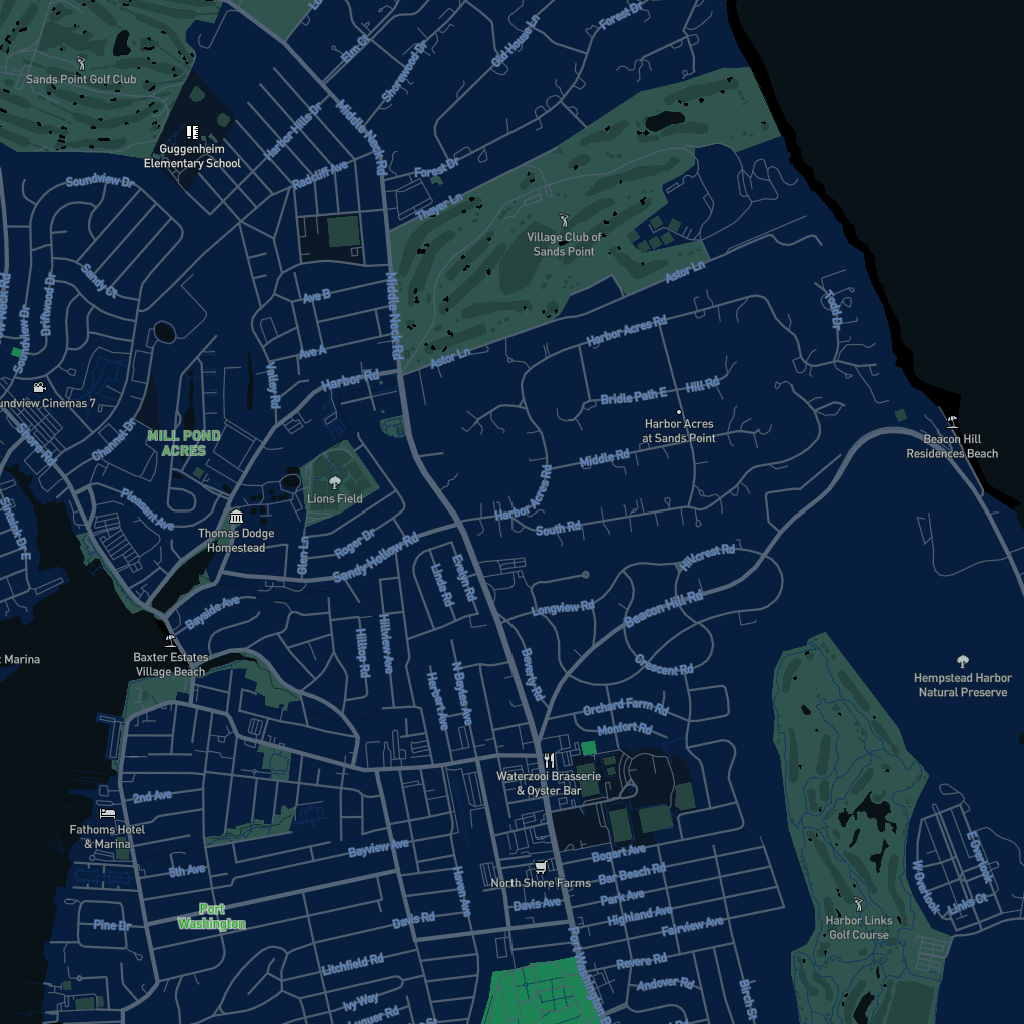 Elm Ct
Shorewood Dr
Old House Ln
Forest Dr
Sands Point Golf Club
Middle Neck Rd
Harbor Hills Dr
Guggenheim
Elementary School
Radcliff Ave
Forest Dr
Soundview Dr
Thayer Ln
Village Club of
Sands Point
Sandy Ct
Driftwood Dr
Soundview Dr
Ave B
Middle Neck Rd
Astor Ln
Todd Dr
Harbor Acres Rd
Ave A
Astor Ln
Harbor Rd
Valley Rd
Bridle Path E
Hill Rd
Soundview Cinemas 7
Harbor Acres
at Sands Point
Beacon Hill
Residences Beach
Shore Rd
Channel Dr
MILL POND
ACRES
Middle Rd
Lions Field
Pleasant Ave
Harbor Acres Rd
South Rd
Thomas Dodge
Homestead
Sintsink Dr E
Glen Ln
Roger Dr
Sandy Hollow Rd
Hillcrest Rd
Linda Rd
Evelyn Rd
Longview Rd
Beacon Hill Rd
Bayside Ave
Hilltop Rd
Hillview Ave
Marina
Baxter Estates
Village Beach
Crescent Rd
Beverly Rd
Hempstead Harbor
Natural Preserve
Herbert Ave
N Bayles Ave
Orchard Farm Rd
Monfort Rd
Waterzooi Brasserie
& Oyster Bar
2nd Ave
Fathoms Hotel
& Marina
Bayview Ave
Bogart Ave
5th Ave
Bar Beach Rd
North Shore Farms
Haven Ave
Park Ave
Davis Ave
Highland Ave
Fairview Ave
W Overlook
E Overlook
Links Ct
Port
Washington
Davis Rd
Pine Dr
Harbor Links
Golf Course
Port Washington
Litchfield Rd
Revere Rd
Andover Rd
Birch St
Ivy Way